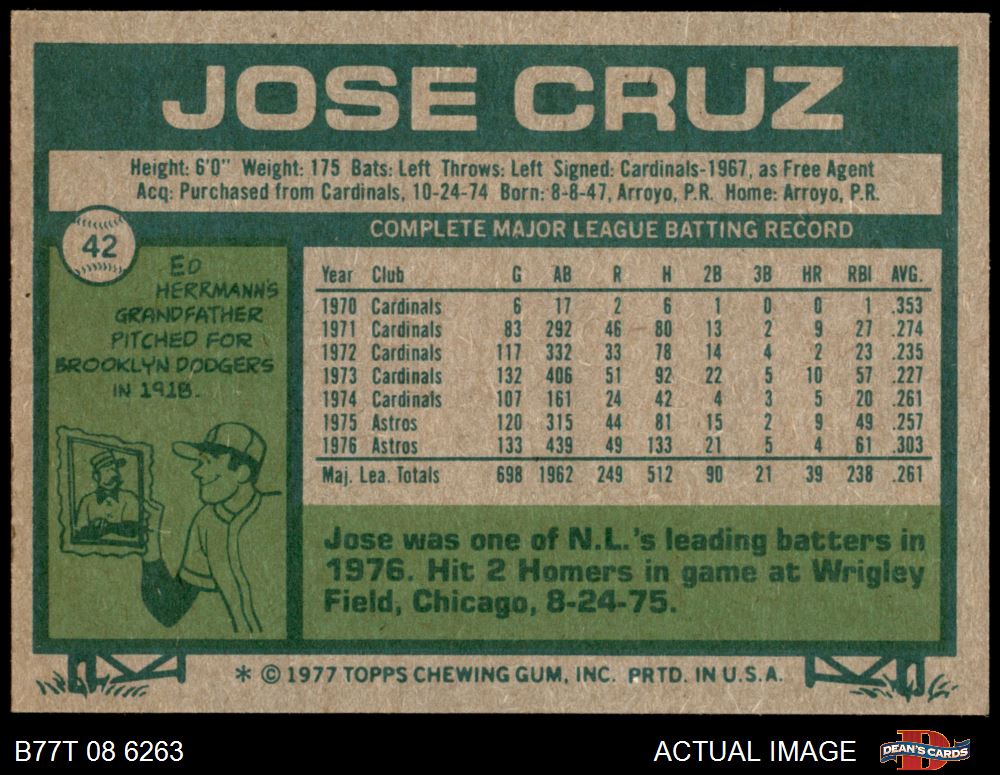 JOSE CRUZ
Height: 6'0" Weight: 175 Bats: Left Throws: Left Signed: Cardinals-1967, as Free Agent
Acq: Purchased from Cardinals, 10-24-74 Born: 8-8-47, Arroyo, P.R. Home: Arroyo, P.R.
42
ED
HERRMANN'S
GRANDFATHER
PITCHED FOR
BROOKLYN DODGERS
IN 1918.
COMPLETE MAJOR LEAGUE BATTING RECORD
Year Club G AB R H 2B 3B HR RBI AVG.
1970 Cardinals 6 17 2 6 1 0 0 1 .353
1971 Cardinals 83 292 46 80 13 2 9 27 .274
1972 Cardinals 117 332 33 78 14 4 2 23 .235
1973 Cardinals 132 406 51 92 22 5 10 57 .227
1974 Cardinals 107 161 24 42 4 3 5 20 .261
1975 Astros 120 315 44 81 15 2 9 49 .257
1976 Astros 133 439 49 133 21 5 4 61 .303
Maj. Lea. Totals 698 1962 249 512 90 21 39 238 .261
Jose was one of N.L.'s leading batters in
1976. Hit 2 Homers in game at Wrigley
Field, Chicago, 8-24-75.
* © 1977 TOPPS CHEWING GUM, INC. PRTD. IN U.S.A.
B77T 08 6263
ACTUAL IMAGE
D
DEAN'S CARDS